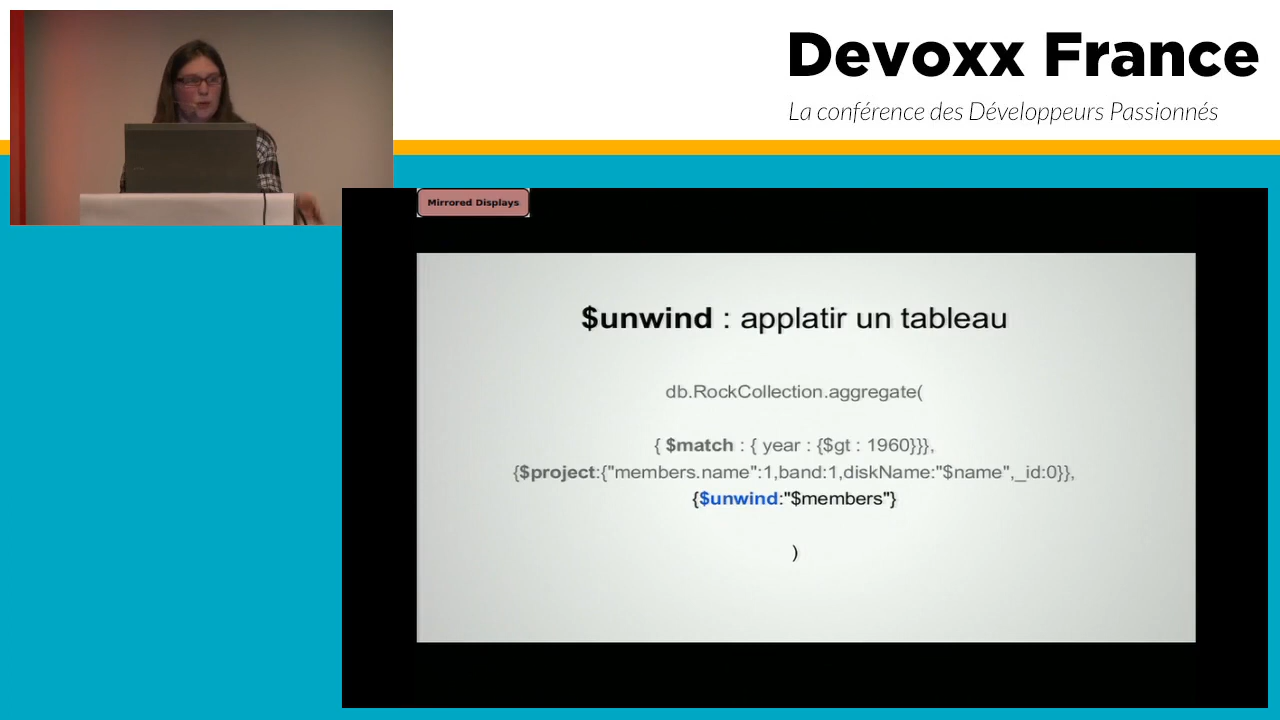 Devoxx France
La conférence des Développeurs Passionnés
Mirrored Displays
$unwind : applatir un tableau
db.RockCollection.aggregate(
{ $match : { year : {$gt : 1960}}},
{$project:{"members.name":1,band:1,diskName:"$name",_id:0}},
{$unwind:"$members"}
)